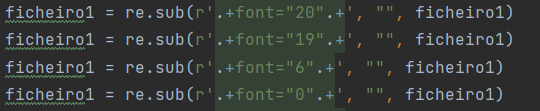 ficheiro1 = re.sub(r'.+font="20".+', "", ficheiro1)
ficheiro1 = re.sub(r'.+font="19".+', "", ficheiro1)
ficheiro1 = re.sub(r'.+font="6".+', "", ficheiro1)
ficheiro1 = re.sub(r'.+font="0".+', "", ficheiro1)